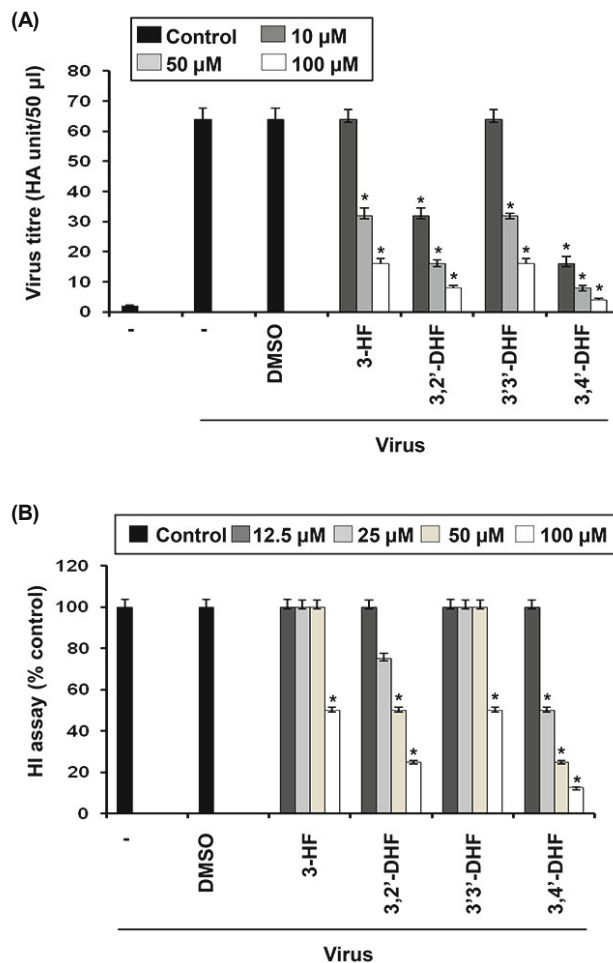 (A)
Control 10 µM
50 µM 100 µM
Virus titre (HA unit/50 µl)
80
70
60
50
40
30
20
10
0
* * * * * * * * * *
- - DMSO 3-HF 3,2’-DHF 3’3’-DHF 3,4’-DHF
Virus
(B)
Control 12.5 µM 25 µM 50 µM 100 µM
HI assay (% control)
120
100
80
60
40
20
0
* * * * * * *
- DMSO 3-HF 3,2’-DHF 3’3’-DHF 3,4’-DHF
Virus